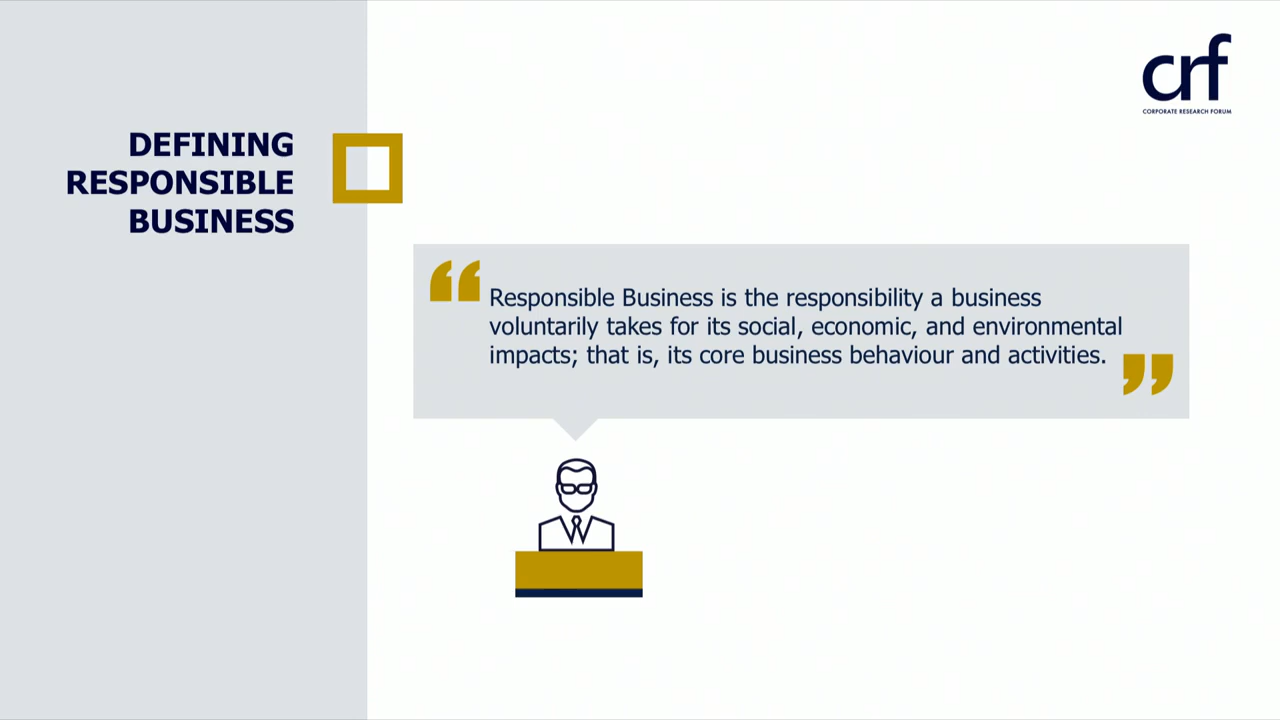 crf
CORPORATE RESEARCH FORUM
DEFINING
RESPONSIBLE
BUSINESS
“Responsible Business is the responsibility a business
voluntarily takes for its social, economic, and environmental
impacts; that is, its core business behaviour and activities.”